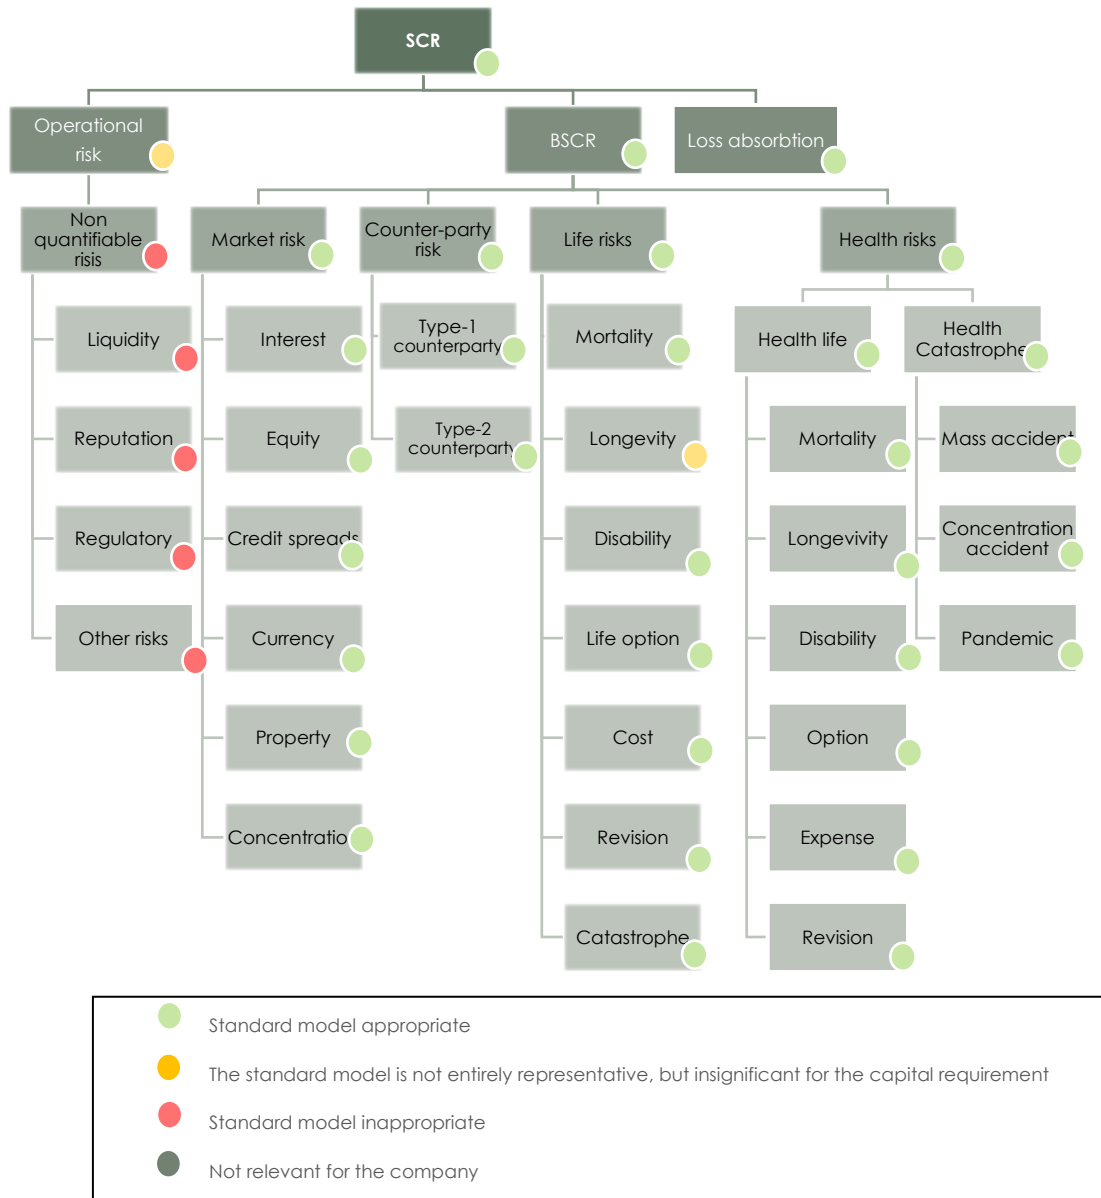 SCR
Operational
risk
BSCR
Loss absorbtion
Non
quantifiable
risis
Market risk
Counter-party
risk
Life risks
Health risks
Liquidity
Interest
Type-1
counterparty
Mortality
Health life
Health
Catastrophe
Reputation
Equity
Type-2
counterparty
Longevity
Mortality
Mass accident
Regulatory
Credit spreads
Disability
Longevivity
Concentration
accident
Other risks
Currency
Life option
Disability
Pandemic
Property
Cost
Option
Concentratio
Revision
Expense
Catastrophe
Revision
Standard model appropriate
The standard model is not entirely representative, but insignificant for the capital requirement
Standard model inappropriate
Not relevant for the company